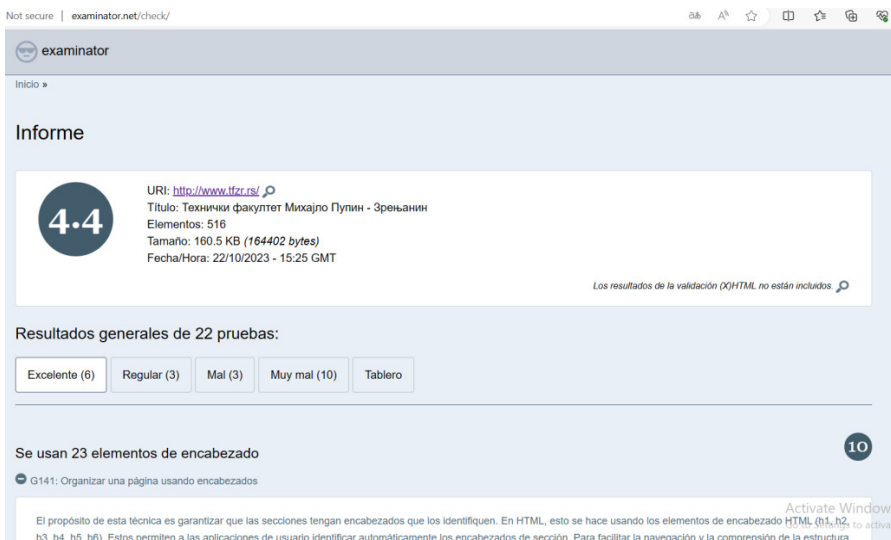 Not secure | examinator.net/check/
examinator
Inicio »
Informe
4.4
URI: http://www.tfzr.rs/
Título: Технички факултет Михајло Пупин - Зрењанин
Elementos: 516
Tamaño: 160.5 KB (164402 bytes)
Fecha/Hora: 22/10/2023 - 15:25 GMT
Los resultados de la validación (X)HTML no están incluidos.
Resultados generales de 22 pruebas:
Excelente (6) Regular (3) Mal (3) Muy mal (10) Tablero
Se usan 23 elementos de encabezado
10
G141: Organizar una página usando encabezados
Activate Window
El propósito de esta técnica es garantizar que las secciones tengan encabezados que los identifiquen. En HTML, esto se hace usando los elementos de encabezado HTML (h1, h2,
Go to Settings to activa
h3, h4, h5, h6). Estos permiten a las aplicaciones de usuario identificar automáticamente los encabezados de sección. Para facilitar la navegación y la comprensión de la estructura